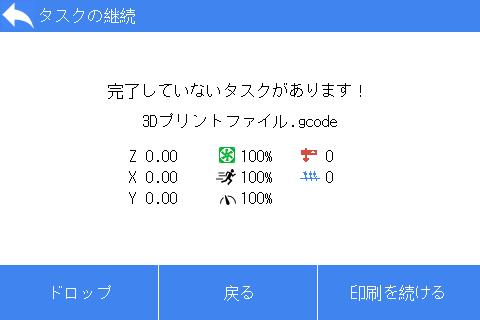 タスクの継続
完了していないタスクがあります！
3Dプリントファイル.gcode
Z 0.00 100% 0
X 0.00 100% 0
Y 0.00 100%
ドロップ 戻る 印刷を続ける